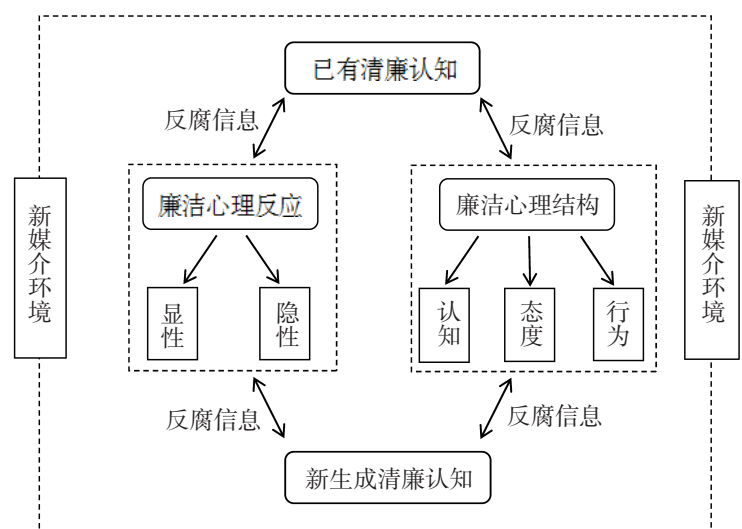 已有清廉认知
反腐信息
反腐信息
新媒介环境
廉洁心理反应
廉洁心理结构
新媒介环境
显性
隐性
认知
态度
行为
反腐信息
反腐信息
新生成清廉认知